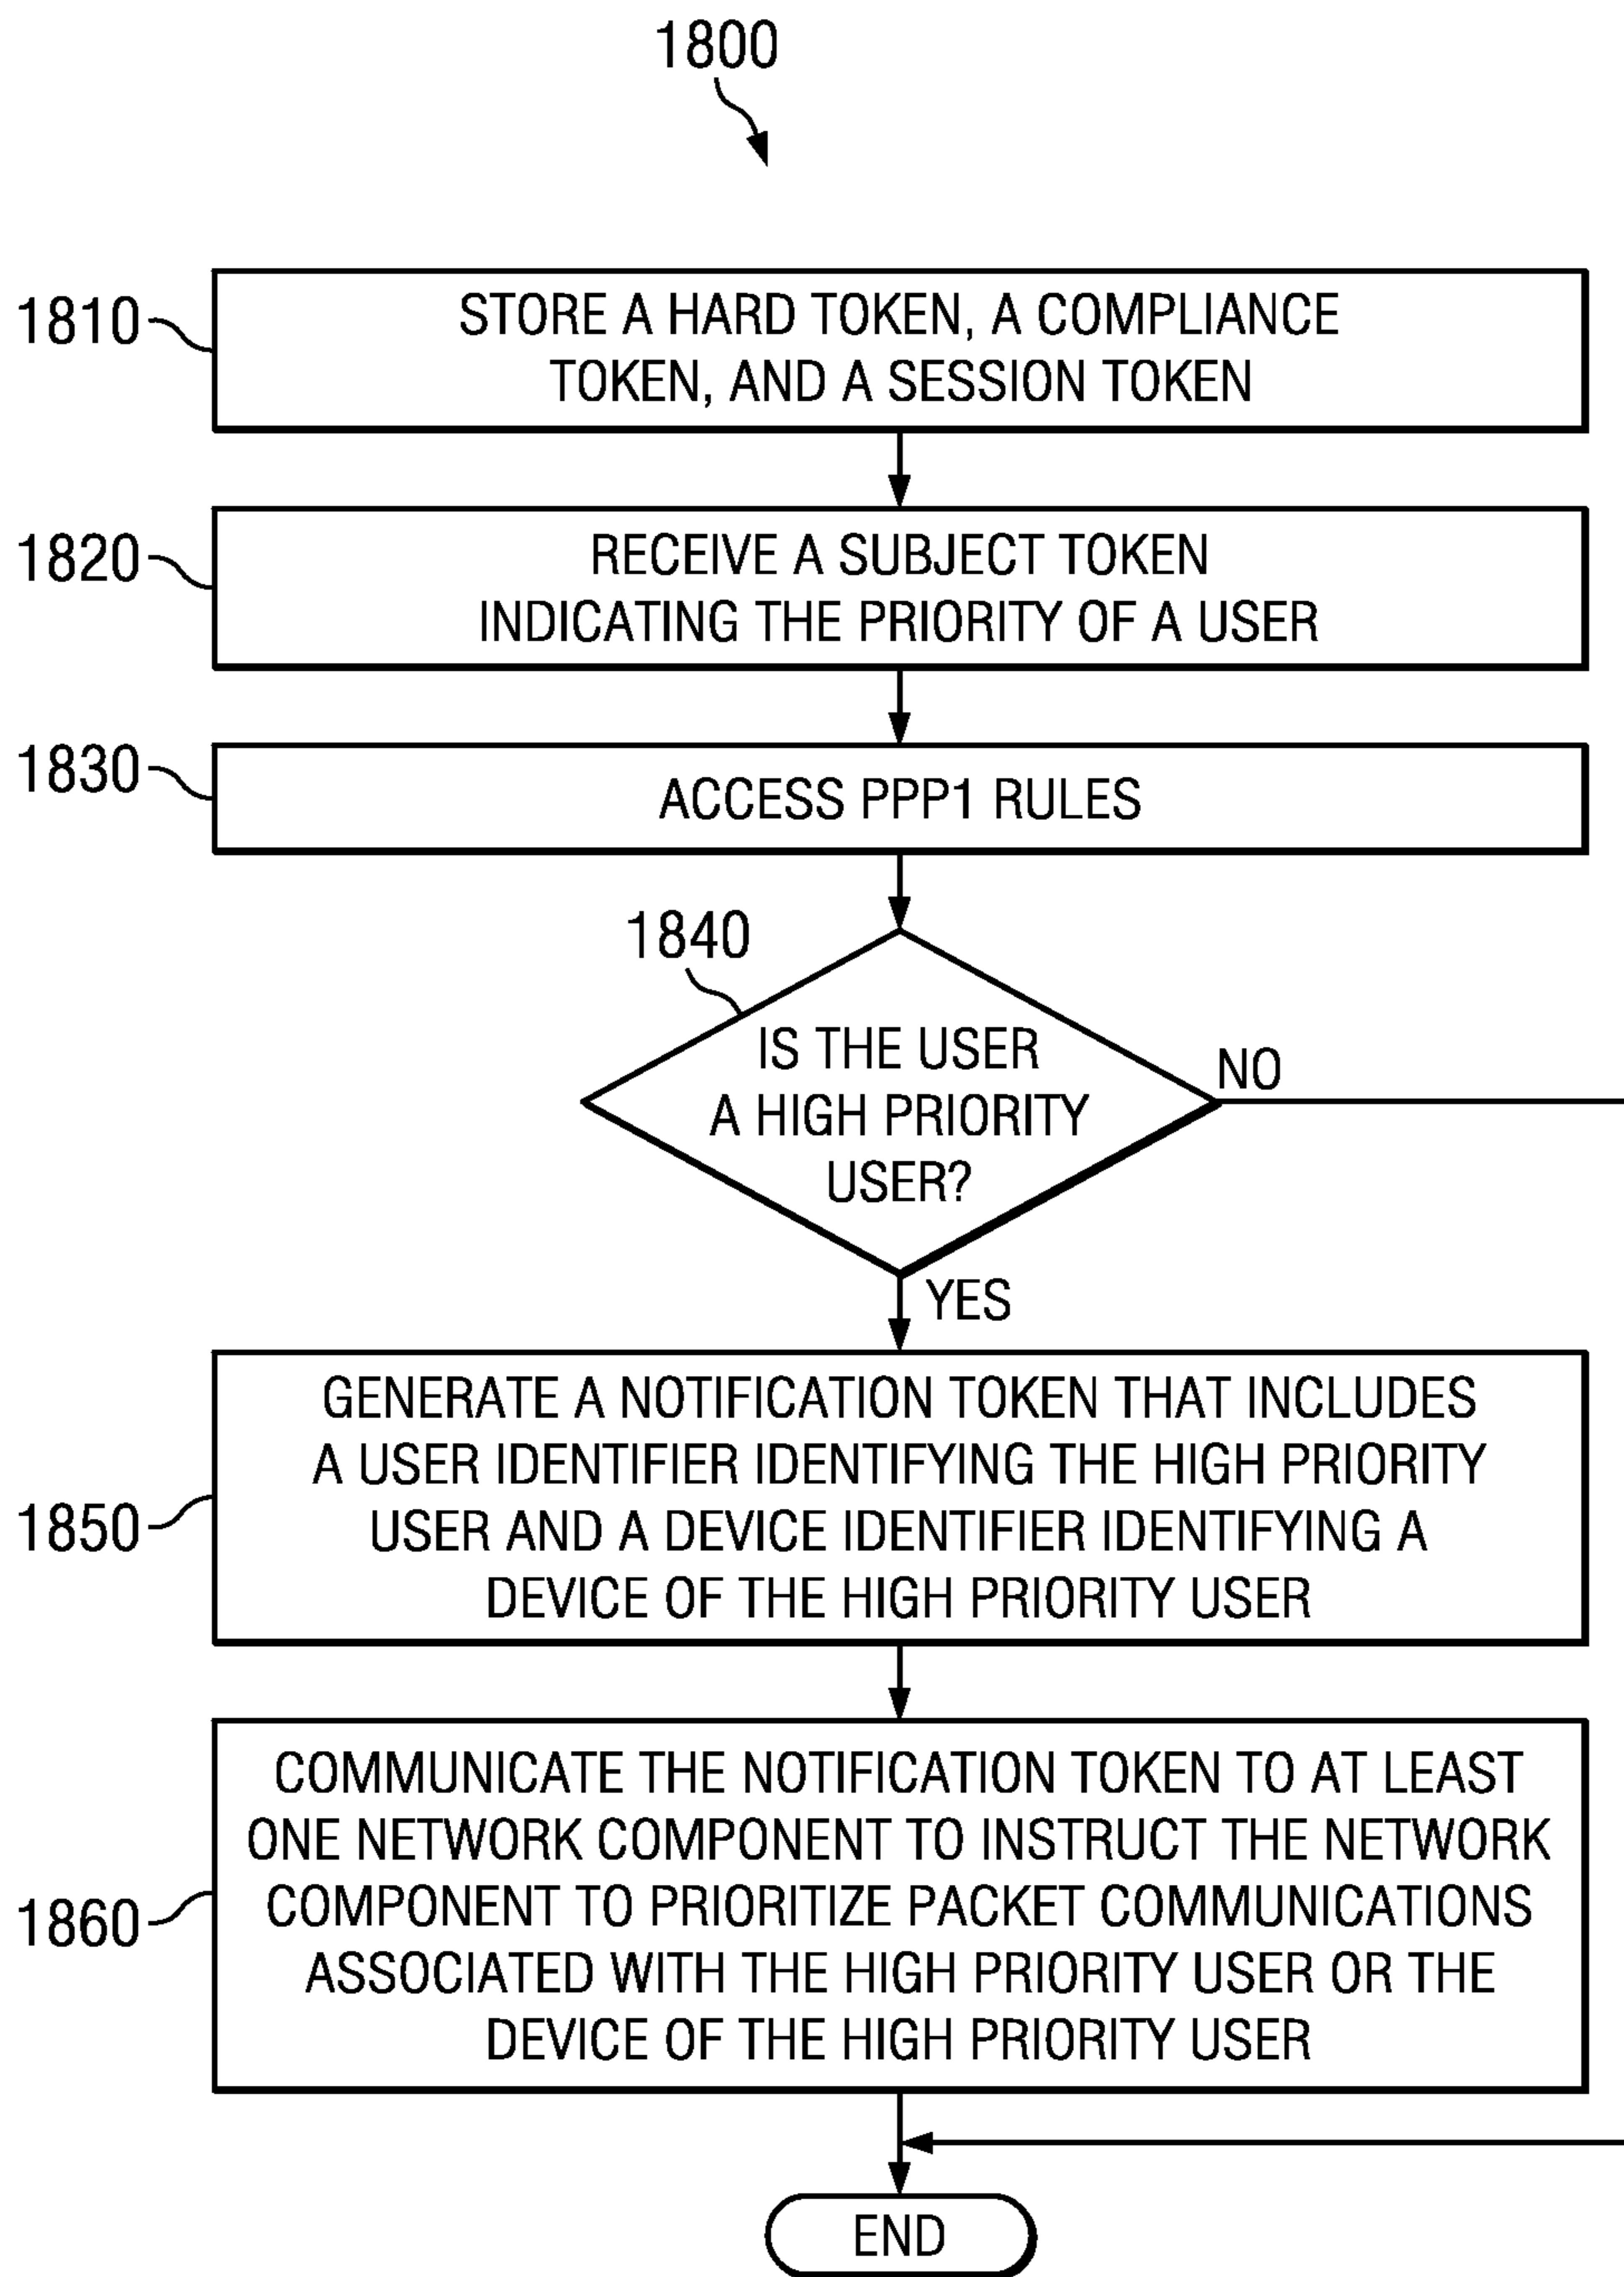 1800
1810
STORE A HARD TOKEN, A COMPLIANCE
TOKEN, AND A SESSION TOKEN
1820
RECEIVE A SUBJECT TOKEN
INDICATING THE PRIORITY OF A USER
1830
ACCESS PPP1 RULES
1840
IS THE USER
A HIGH PRIORITY
USER?
NO
YES
1850
GENERATE A NOTIFICATION TOKEN THAT INCLUDES
A USER IDENTIFIER IDENTIFYING THE HIGH PRIORITY
USER AND A DEVICE IDENTIFIER IDENTIFYING A
DEVICE OF THE HIGH PRIORITY USER
1860
COMMUNICATE THE NOTIFICATION TOKEN TO AT LEAST
ONE NETWORK COMPONENT TO INSTRUCT THE NETWORK
COMPONENT TO PRIORITIZE PACKET COMMUNICATIONS
ASSOCIATED WITH THE HIGH PRIORITY USER OR THE
DEVICE OF THE HIGH PRIORITY USER
END